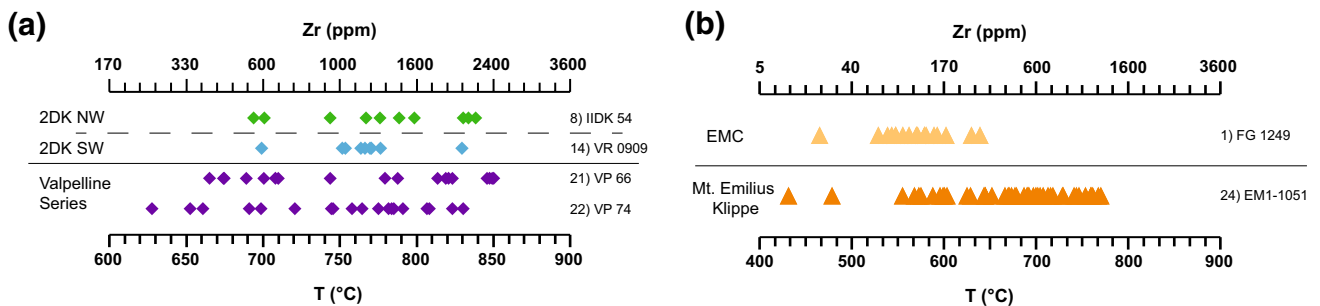 (a)
Zr (ppm)
170 330 600 1000 1600 2400 3600
2DK NW 8) IIDK 54
2DK SW 14) VR 0909
Valpelline
Series
21) VP 66
22) VP 74
600 650 700 750 800 850 900
T (°C)
(b)
Zr (ppm)
5 40 170 600 1600 3600
EMC 1) FG 1249
Mt. Emilius
Klippe
24) EM1-1051
400 500 600 700 800 900
T (°C)